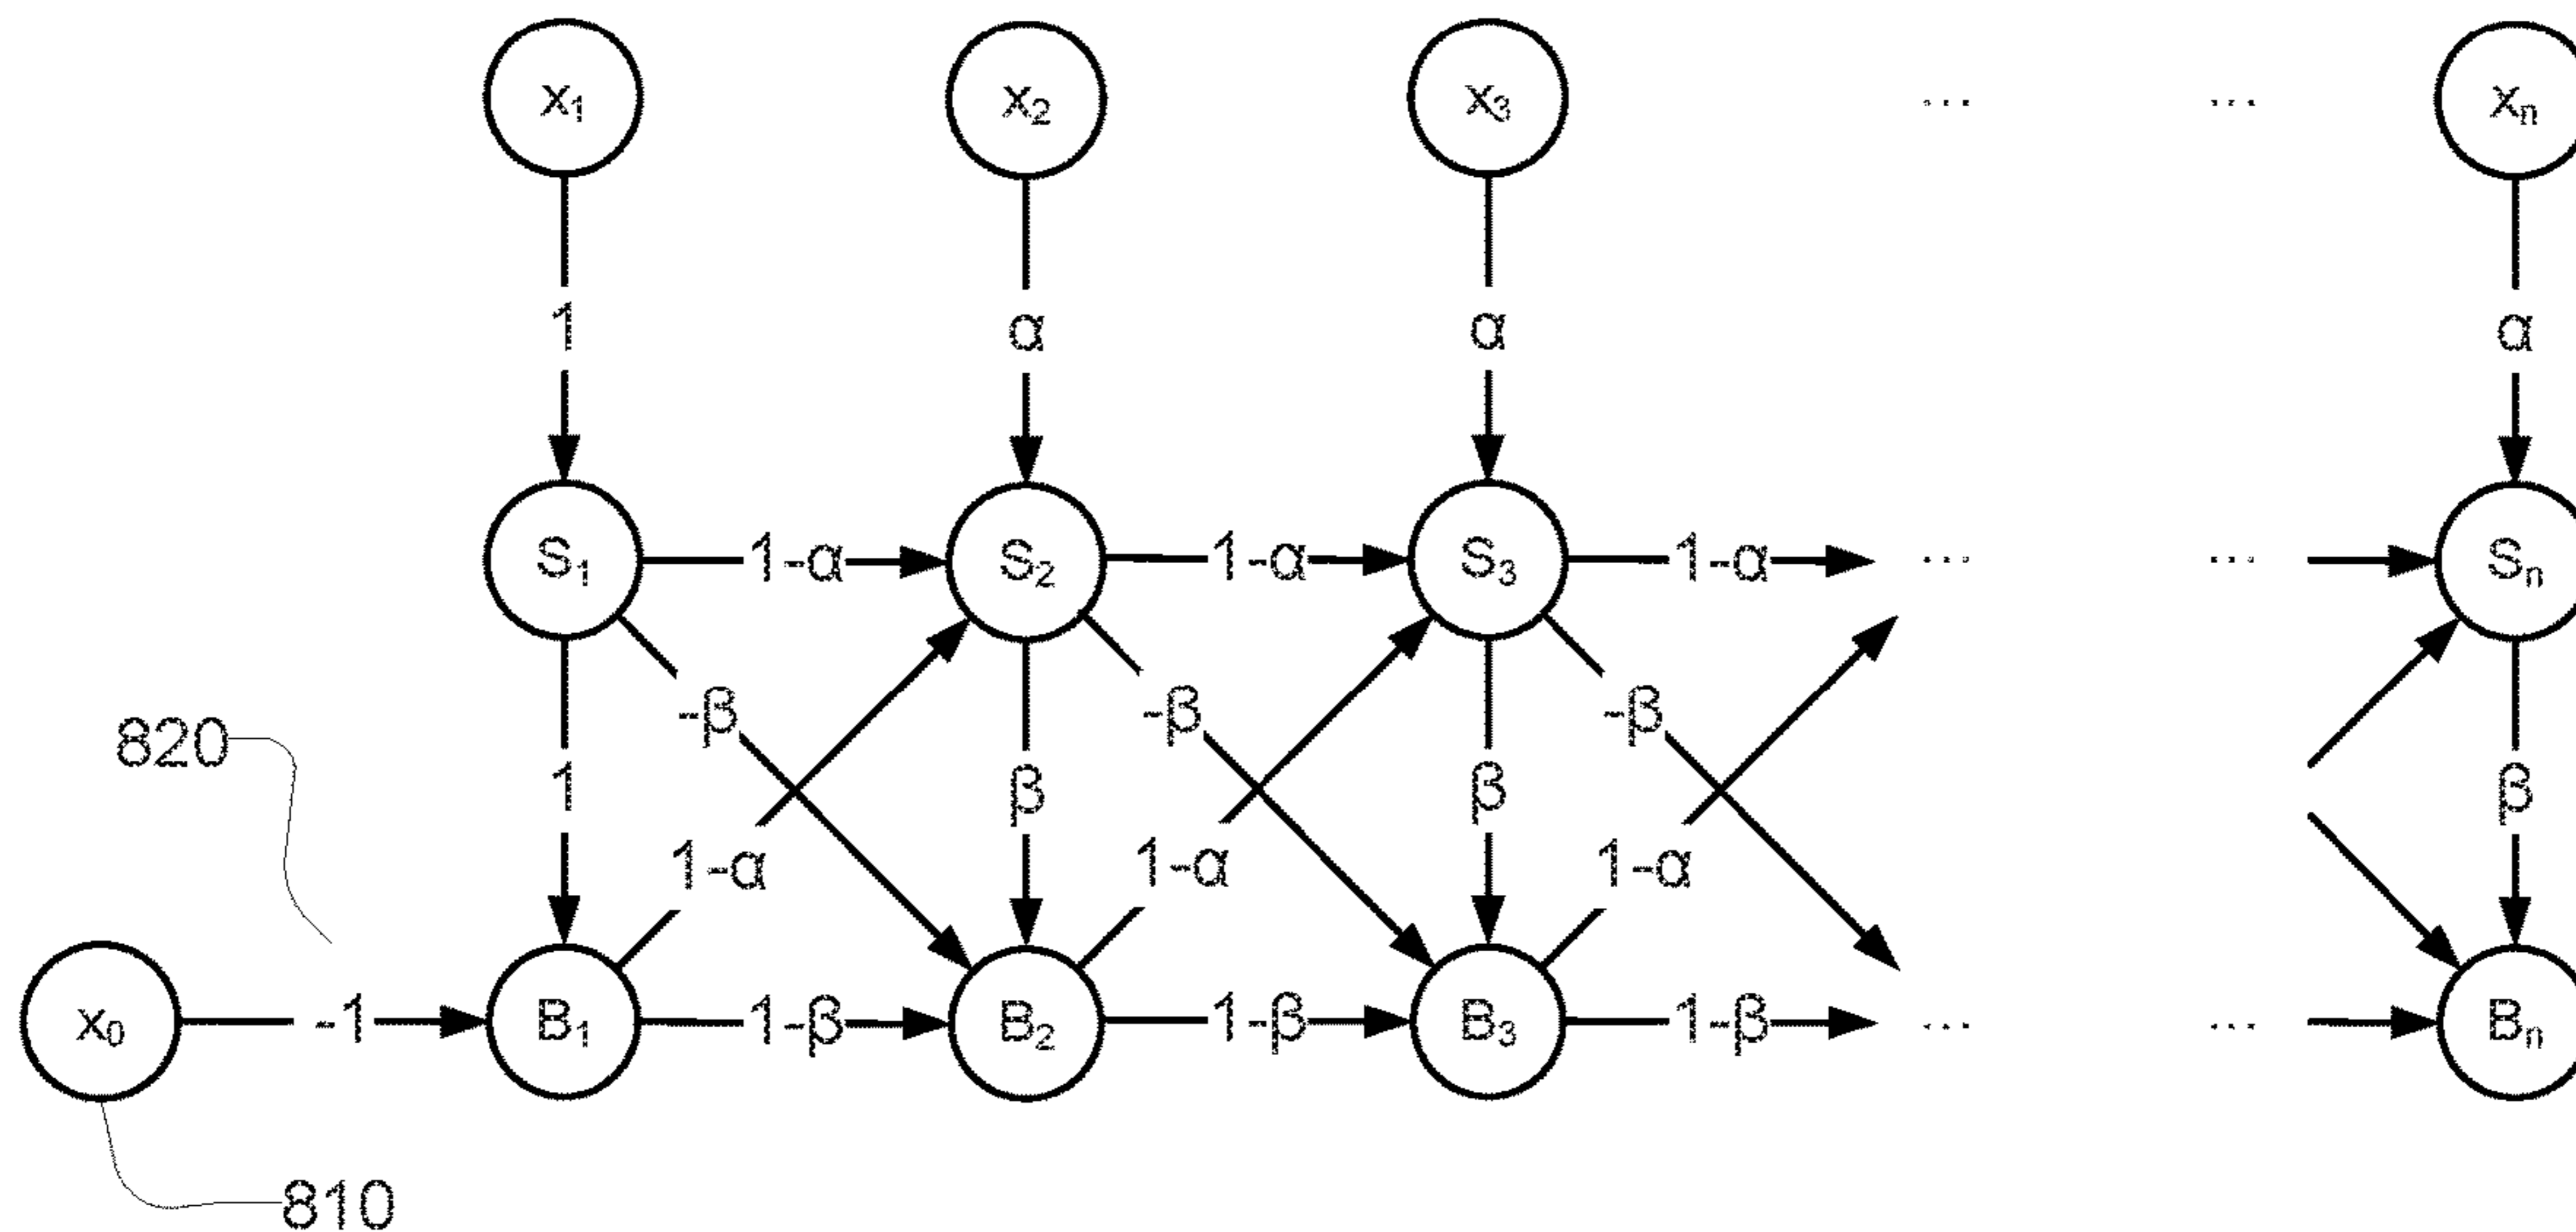 x₁ x₂ x₃ ... ... xₙ
1 α α α
S₁ 1-α S₂ 1-α S₃ 1-α ... ... Sₙ
-β -β -β
820
1 β β β
1-α 1-α 1-α
x₀ -1 B₁ 1-β B₂ 1-β B₃ 1-β ... ... Bₙ
810